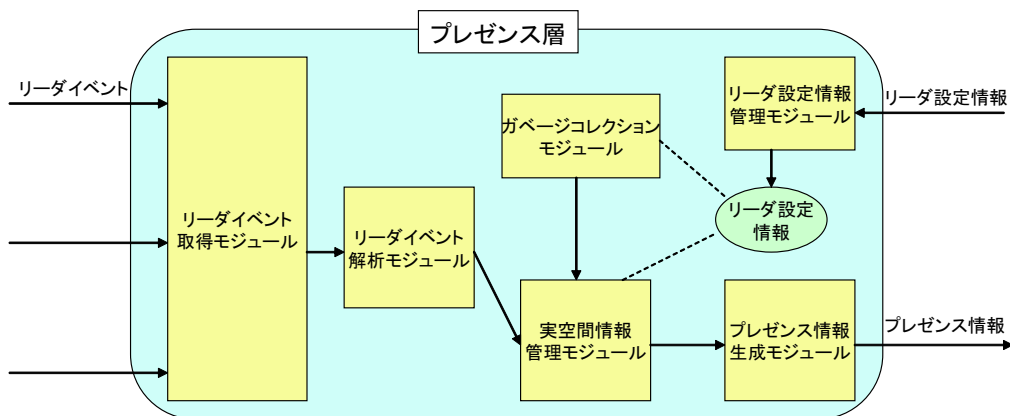 プレゼンス層
リーダイベント
リーダイベント
取得モジュール
リーダイベント
解析モジュール
ガベージコレクション
モジュール
リーダ設定情報
管理モジュール
リーダ設定情報
リーダ設定
情報
実空間情報
管理モジュール
プレゼンス情報
生成モジュール
プレゼンス情報